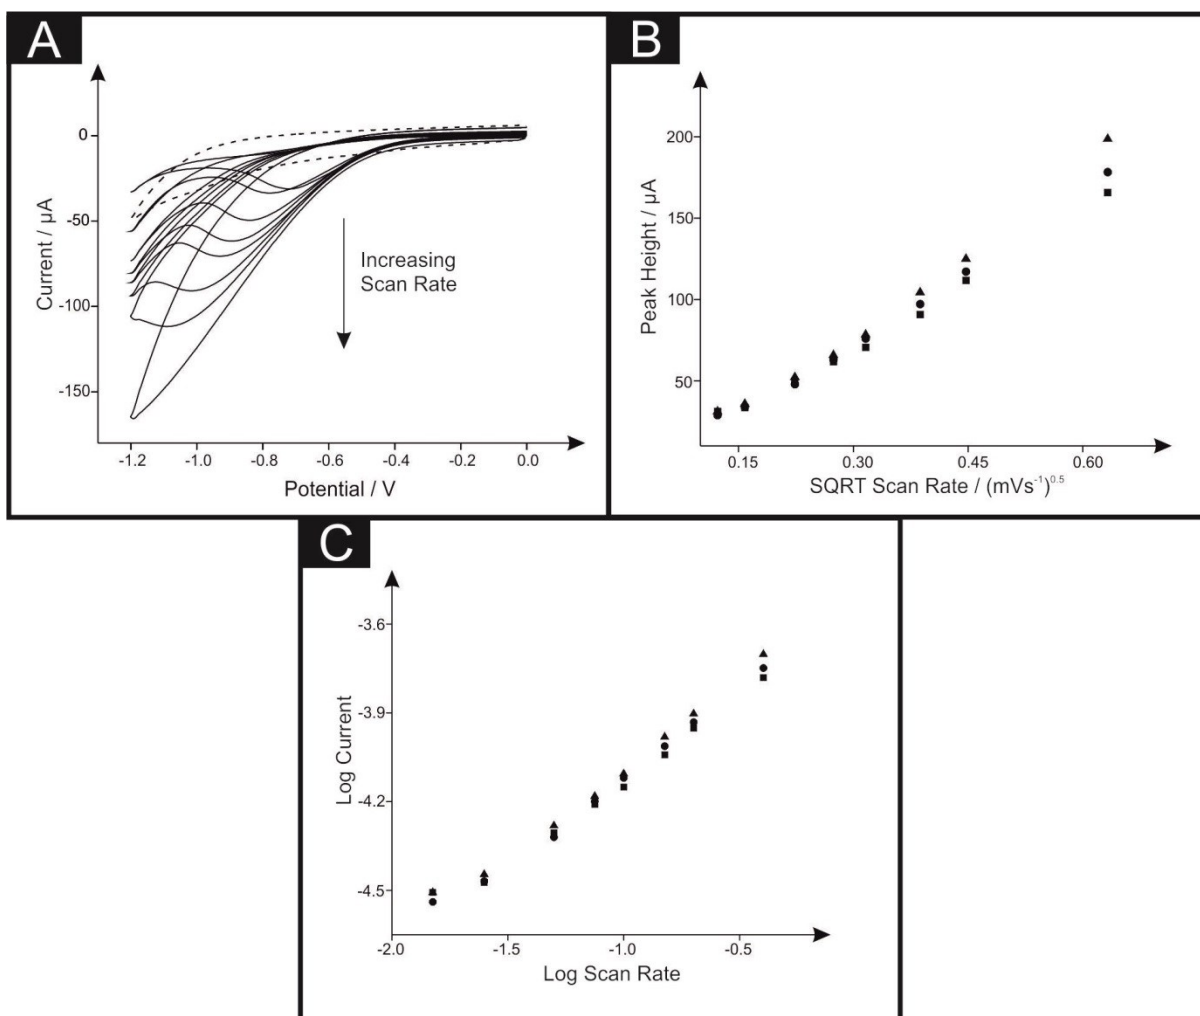 A
0
-50
-100
-150
Current / µA
Increasing
Scan Rate
-1.2 -1.0 -0.8 -0.6 -0.4 -0.2 0.0
Potential / V
B
200
150
100
50
Peak Height / µA
0.15 0.30 0.45 0.60
SQRT Scan Rate / (mVs⁻¹)⁰·⁵
C
-3.6
-3.9
-4.2
-4.5
Log Current
-2.0 -1.5 -1.0 -0.5
Log Scan Rate